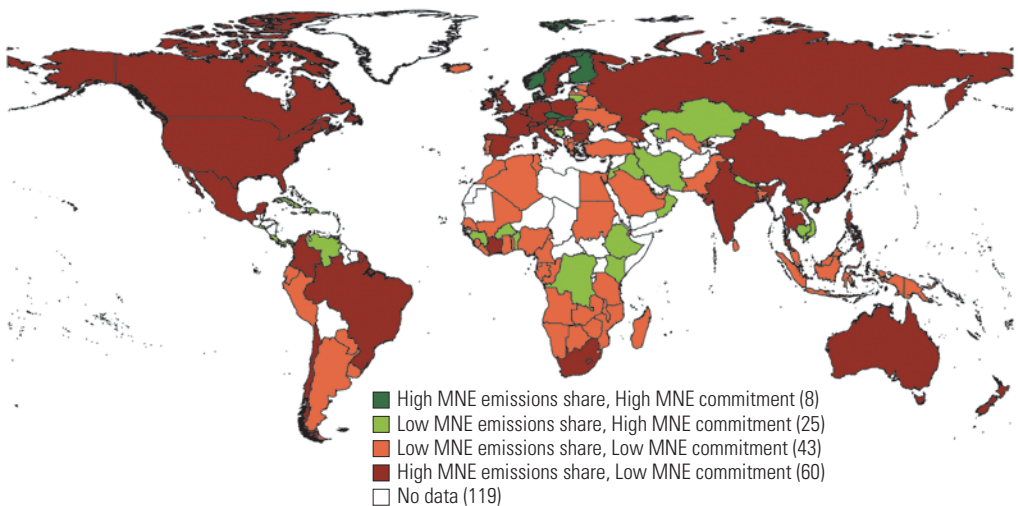 High MNE emissions share, High MNE commitment (8)
Low MNE emissions share, High MNE commitment (25)
Low MNE emissions share, Low MNE commitment (43)
High MNE emissions share, Low MNE commitment (60)
No data (119)